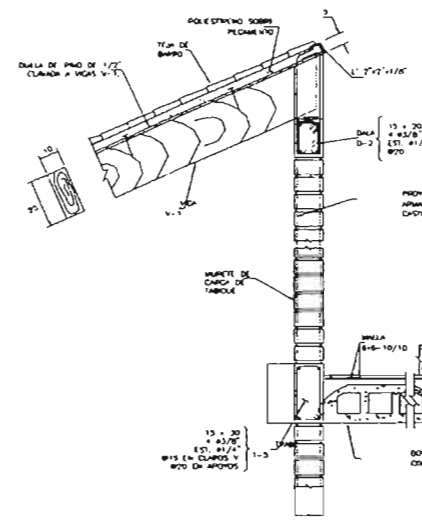 3
POLIESTIRENO SOBRE
PEGAMENTO
TEJA DE
BARRO
DUELA DE PINO DE 1/2"
CLAVADA A VIGAS V-1.
L' 2"x2"x1/8"
10
DALA
D-2
15 x 20
4 ø3/8"
EST. ø1/
@20
VIGA
V-1
MURETE DE
CARGA DE
TABIQUE
MALLA
6-6-10/10
15 x 30
4 ø3/8"
EST. ø1/4"
@15 EN CLAROS Y
@20 EN APOYOS
TRABE